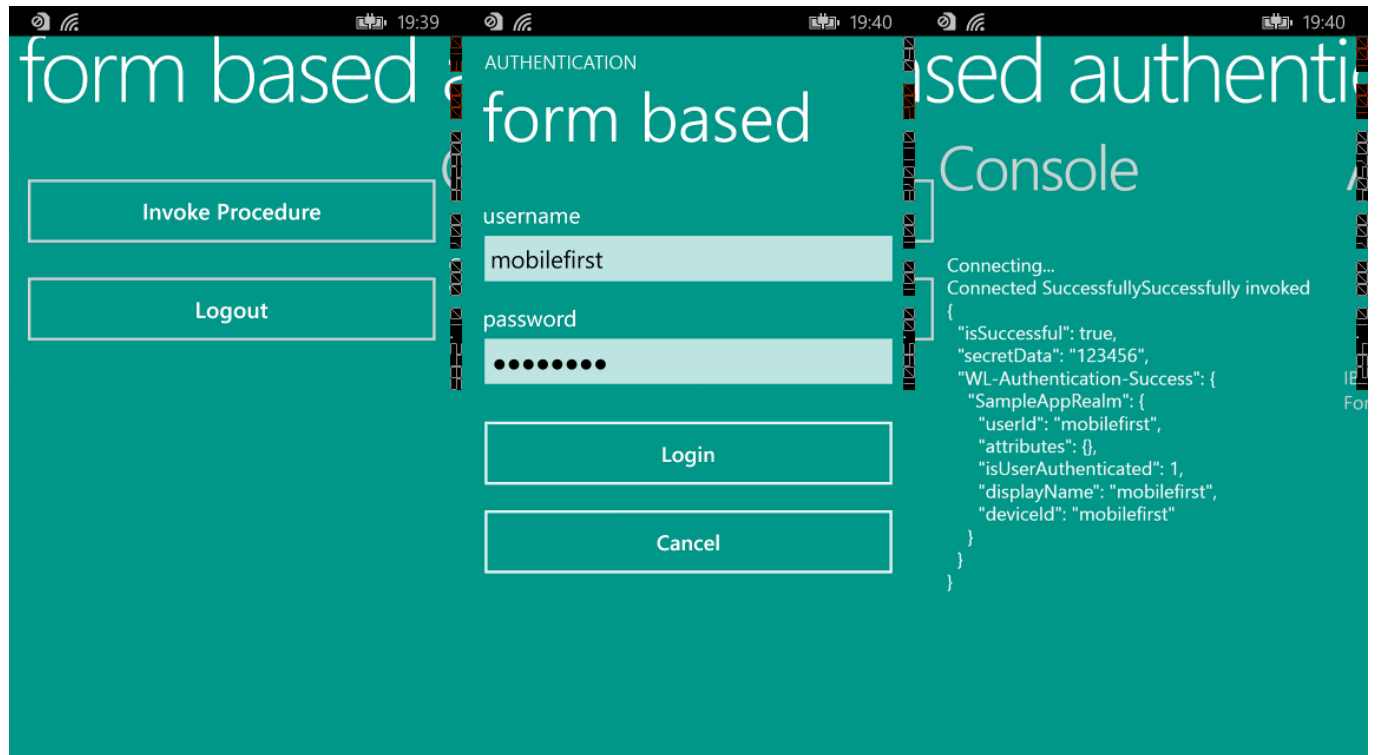 19:39
form based a
Invoke Procedure
Logout
19:40
AUTHENTICATION
form based
username
mobilefirst
password
●●●●●●●●
Login
Cancel
19:40
sed authenti
Console
Connecting...
Connected SuccessfullySuccessfully invoked
{
"isSuccessful": true,
"secretData": "123456",
"WL-Authentication-Success": {
"SampleAppRealm": {
"userId": "mobilefirst",
"attributes": {},
"isUserAuthenticated": 1,
"displayName": "mobilefirst",
"deviceId": "mobilefirst"
}
}
}
For